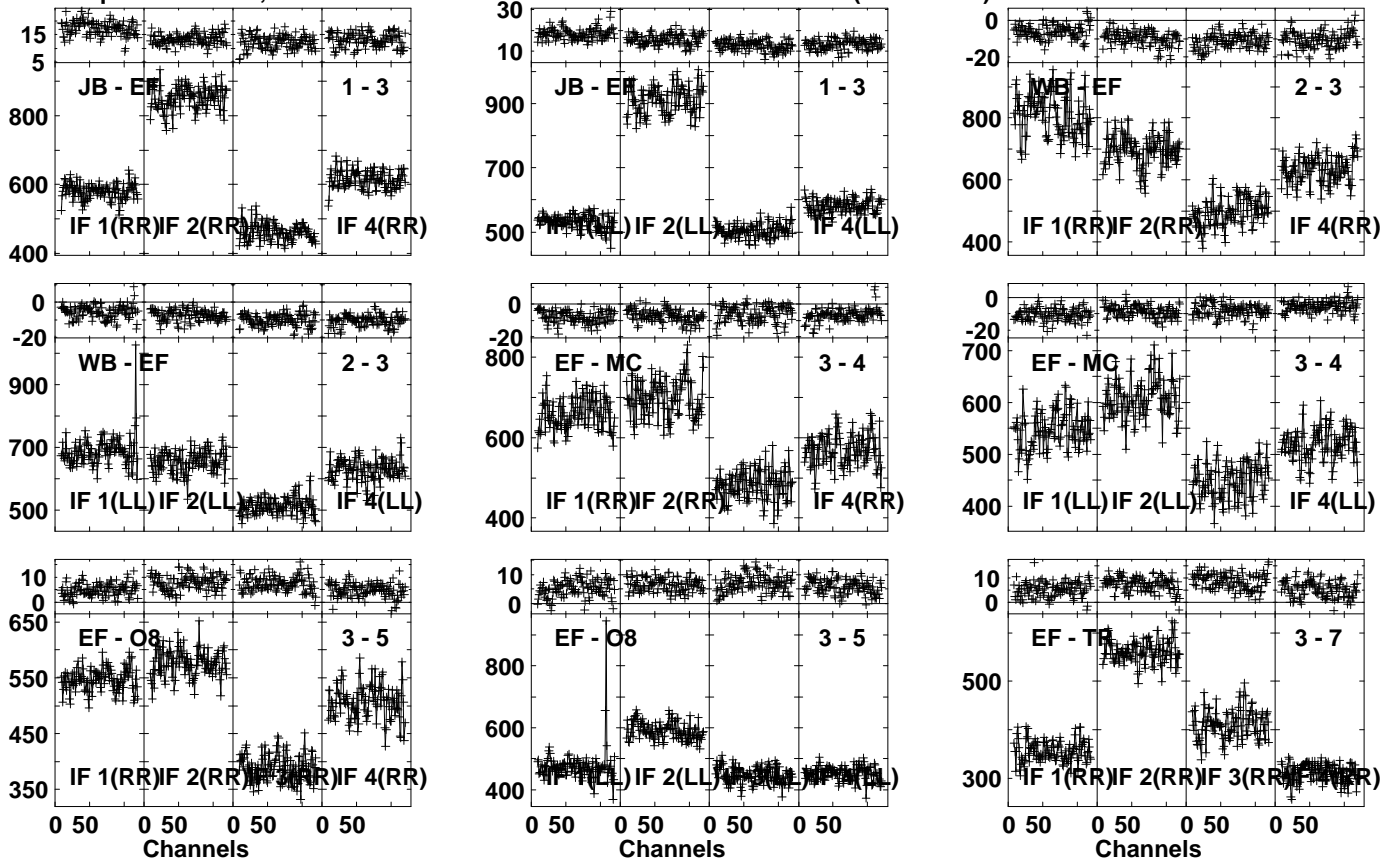 30
15
5
JB - EF 1 - 3
800
600
400
IF 1(RR) IF 2(RR) IF 4(RR)
10
JB - EF 1 - 3
900
700
500
IF 2(LL) IF 4(LL)
0
-20
WB - EF 2 - 3
800
600
400
IF 1(RR) IF 2(RR) IF 4(RR)
0
-20
WB - EF 2 - 3
900
700
500
IF 1(LL) IF 2(LL) IF 4(LL)
0
-20
EF - MC 3 - 4
800
600
400
IF 1(RR) IF 2(RR) IF 4(RR)
0
-20
EF - MC 3 - 4
700
600
500
400
IF 1(LL) IF 2(LL) IF 4(LL)
10
0
EF - O8 3 - 5
650
550
450
350
IF 1(RR) IF 2(RR) IF 4(RR)
0 50 0 50 0 50 0 50
Channels
10
0
EF - O8 3 - 5
800
600
400
IF 2(LL)
0 50 0 50 0 50 0 50
Channels
10
0
EF - TR 3 - 7
500
300
IF 1(RR) IF 2(RR) IF 3(RR)
0 50 0 50 0 50 0 50
Channels